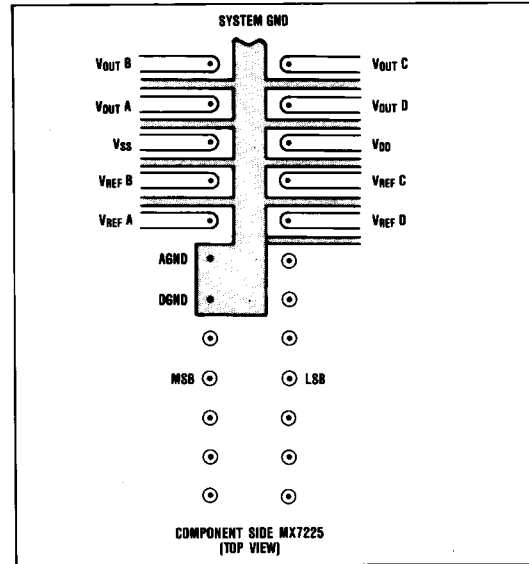 SYSTEM GND
VOUT B
VOUT C
VOUT A
VOUT D
VSS
VDD
VREF B
VREF C
VREF A
VREF D
AGND
DGND
MSB
LSB
COMPONENT SIDE MX7225
(TOP VIEW)